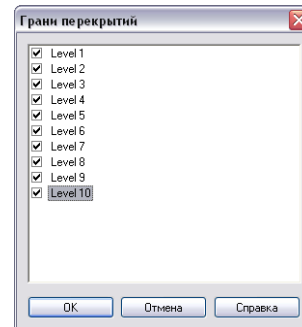 Грани перекрытий
Level 1
Level 2
Level 3
Level 4
Level 5
Level 6
Level 7
Level 8
Level 9
Level 10
OK Отмена Справка